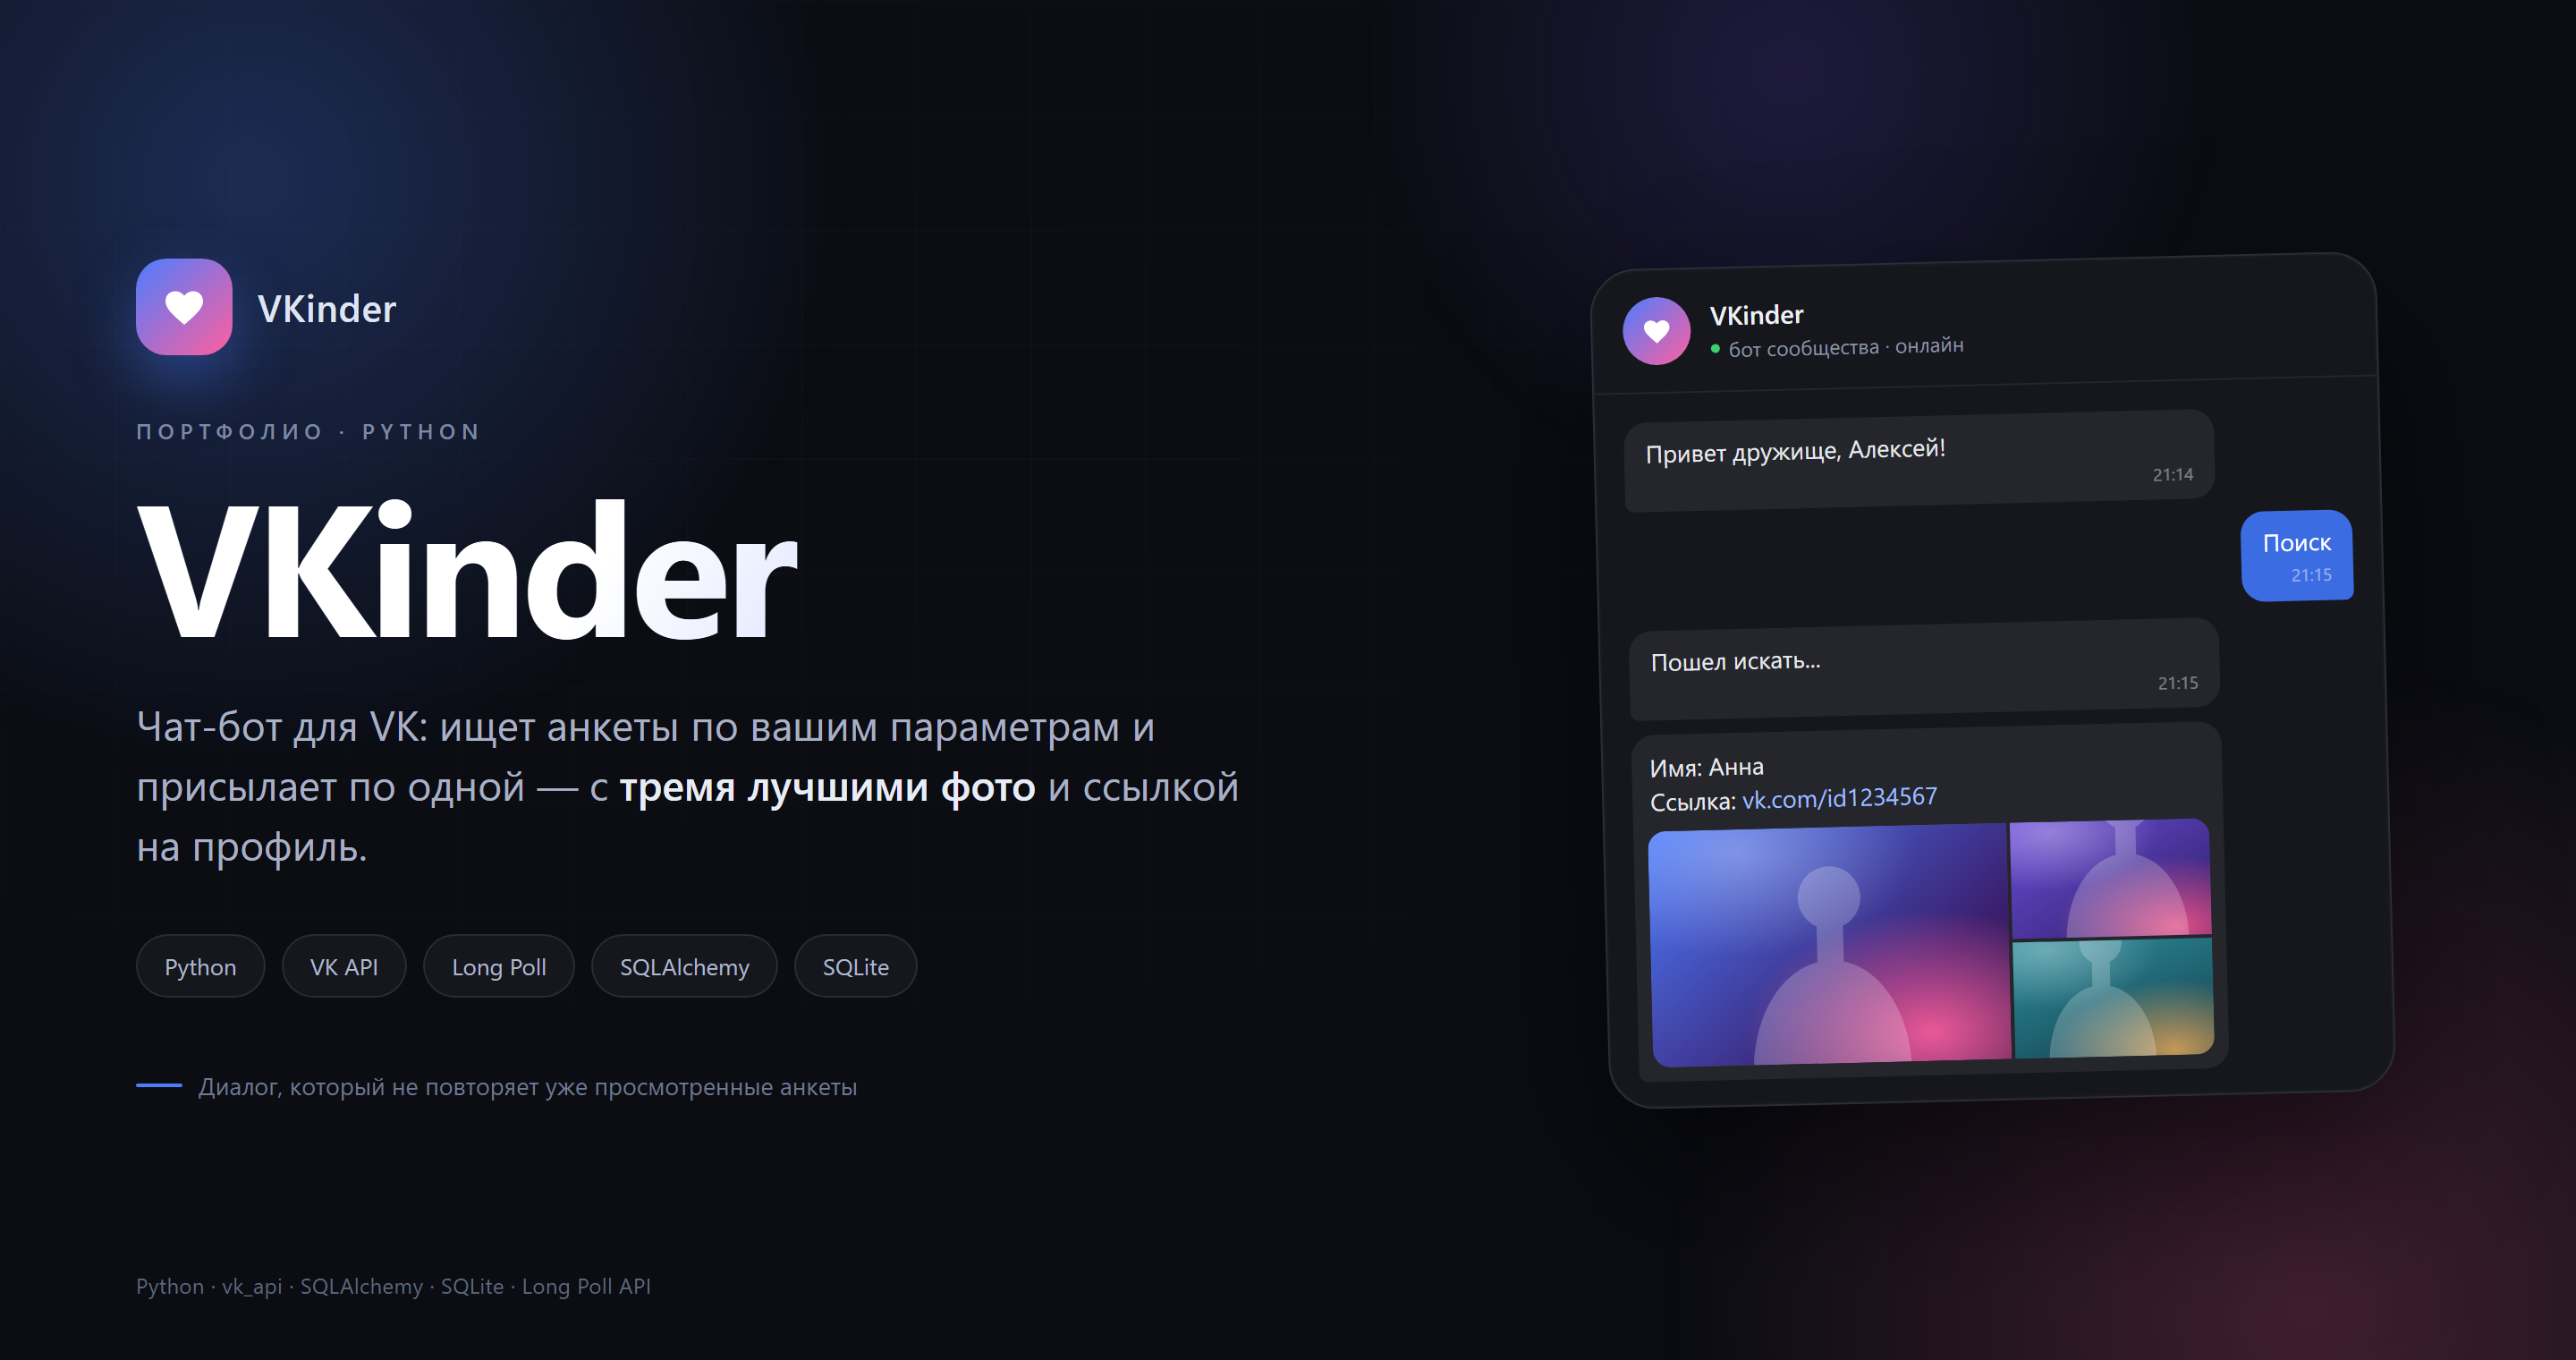 VKinder
ПОРТФОЛИО · PYTHON
VKinder
Чат-бот для VK: ищет анкеты по вашим параметрам и
присылает по одной — с тремя лучшими фото и ссылкой
на профиль.
Python
VK API
Long Poll
SQLAlchemy
SQLite
Диалог, который не повторяет уже просмотренные анкеты
Python · vk_api · SQLAlchemy · SQLite · Long Poll API
VKinder
бот сообщества · онлайн
Привет дружище, Алексей!
21:14
Поиск
21:15
Пошел искать...
21:15
Имя: Анна
Ссылка: vk.com/id1234567